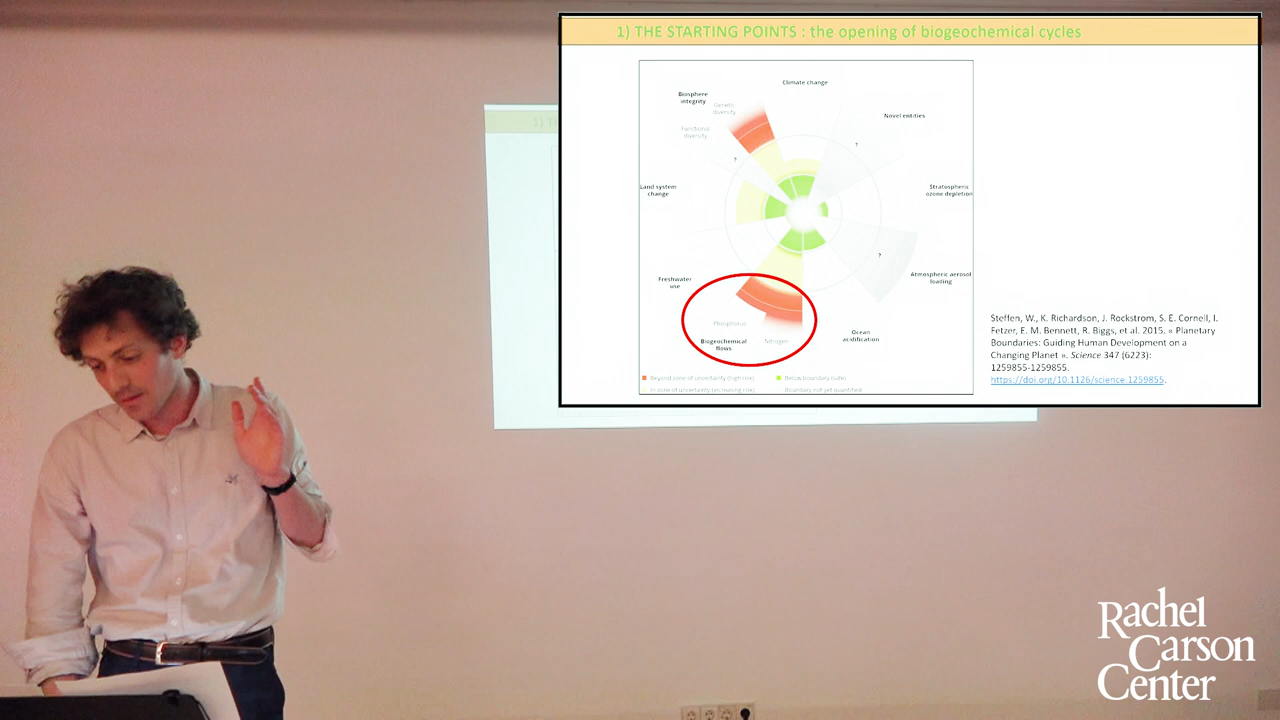 1) THE STARTING POINTS : the opening of biogeochemical cycles
Climate change
Biosphere
integrity
Genetic
diversity
Novel entities
Functional
diversity
?
?
Land system
change
Stratospheric
ozone depletion
?
Freshwater
use
Atmospheric aerosol
loading
Phosphorus
Nitrogen
Biogeochemical
flows
Ocean
acidification
Beyond zone of uncertainty (high risk)
Below boundary (safe)
In zone of uncertainty (increasing risk)
Boundary not yet quantified
Steffen, W., K. Richardson, J. Rockstrom, S. E. Cornell, I.
Fetzer, E. M. Bennett, R. Biggs, et al. 2015. « Planetary
Boundaries: Guiding Human Development on a
Changing Planet ». Science 347 (6223):
1259855-1259855.
https://doi.org/10.1126/science.1259855.
Rachel
Carson
Center